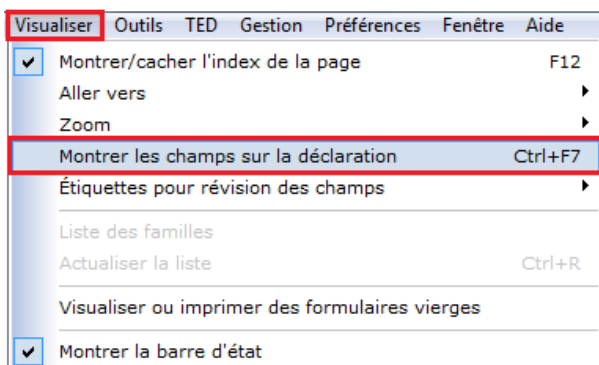 Visualiser Outils TED Gestion Préférences Fenêtre Aide
Montrer/cacher l'index de la page F12
Aller vers
Zoom
Montrer les champs sur la déclaration Ctrl+F7
Étiquettes pour révision des champs
Liste des familles
Actualiser la liste Ctrl+R
Visualiser ou imprimer des formulaires vierges
Montrer la barre d'état